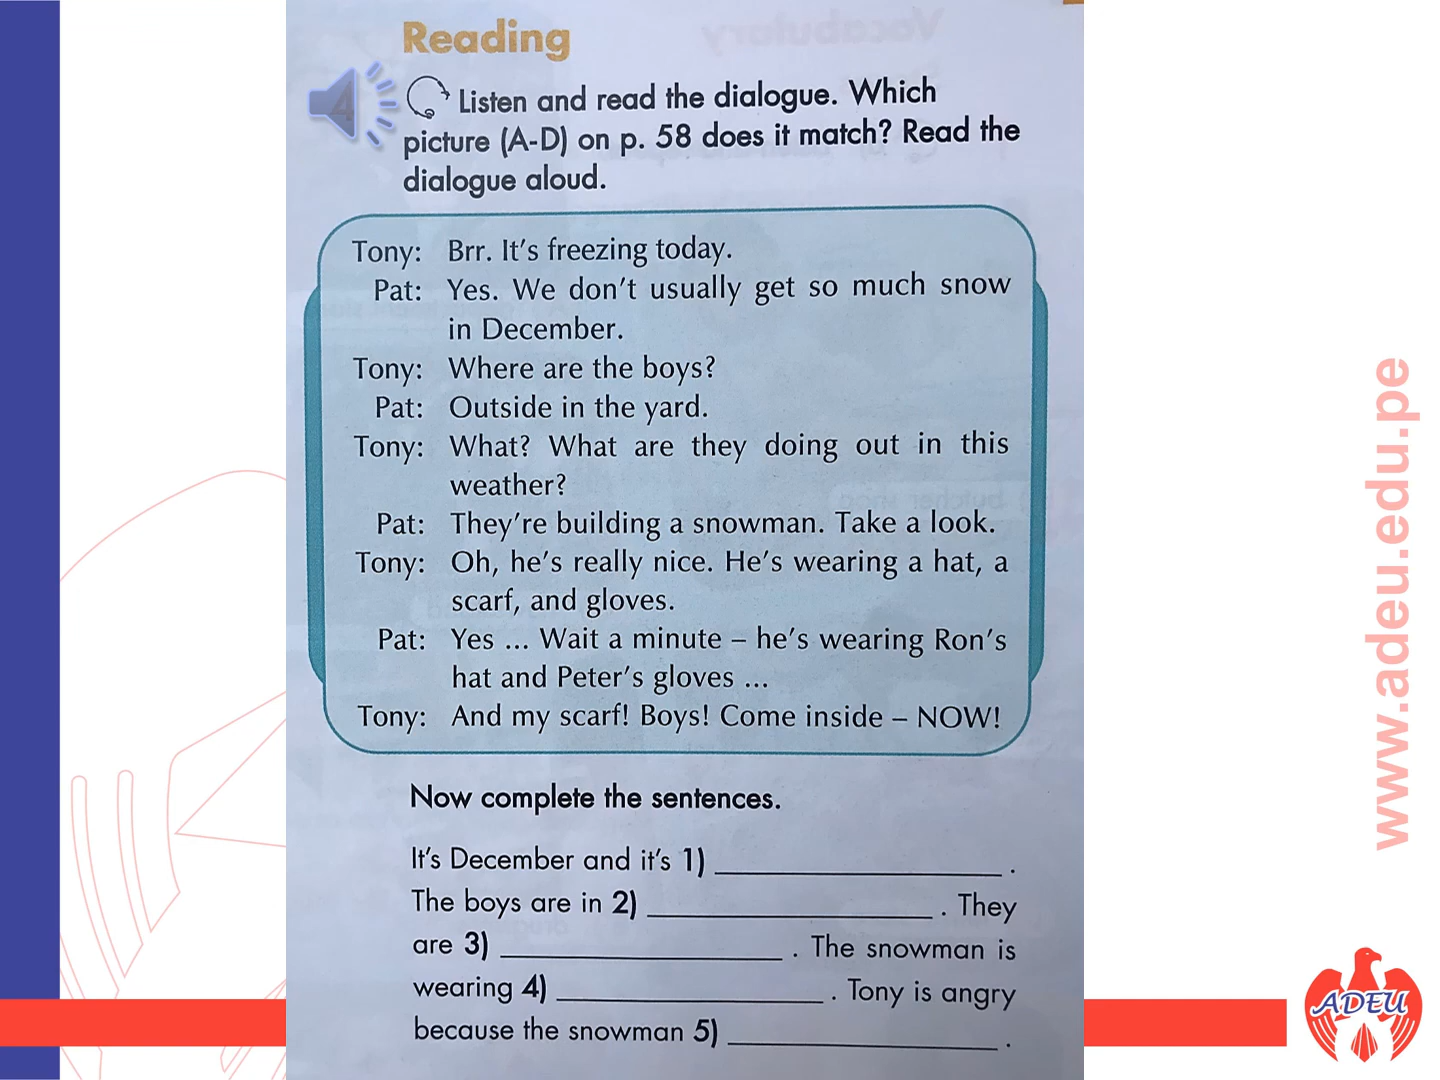 Reading
Listen and read the dialogue. Which
picture (A-D) on p. 58 does it match? Read the
dialogue aloud.
Tony: Brr. It's freezing today.
Pat: Yes. We don't usually get so much snow
in December.
Tony: Where are the boys?
Pat: Outside in the yard.
Tony: What? What are they doing out in this
weather?
Pat: They're building a snowman. Take a look.
Tony: Oh, he's really nice. He's wearing a hat, a
scarf, and gloves.
Pat: Yes ... Wait a minute – he's wearing Ron's
hat and Peter's gloves ...
Tony: And my scarf! Boys! Come inside – NOW!
Now complete the sentences.
It's December and it's 1) ____________ .
The boys are in 2) ____________ . They
are 3) ____________ . The snowman is
wearing 4) ____________ . Tony is angry
because the snowman 5) ____________ .
www.adeu.edu.pe
ADEU